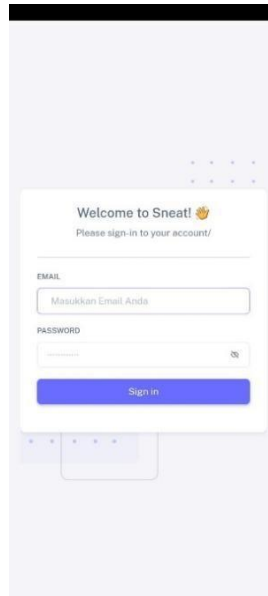 Welcome to Sneat! 👋
Please sign-in to your account/
EMAIL
Masukkan Email Anda
PASSWORD
Sign in